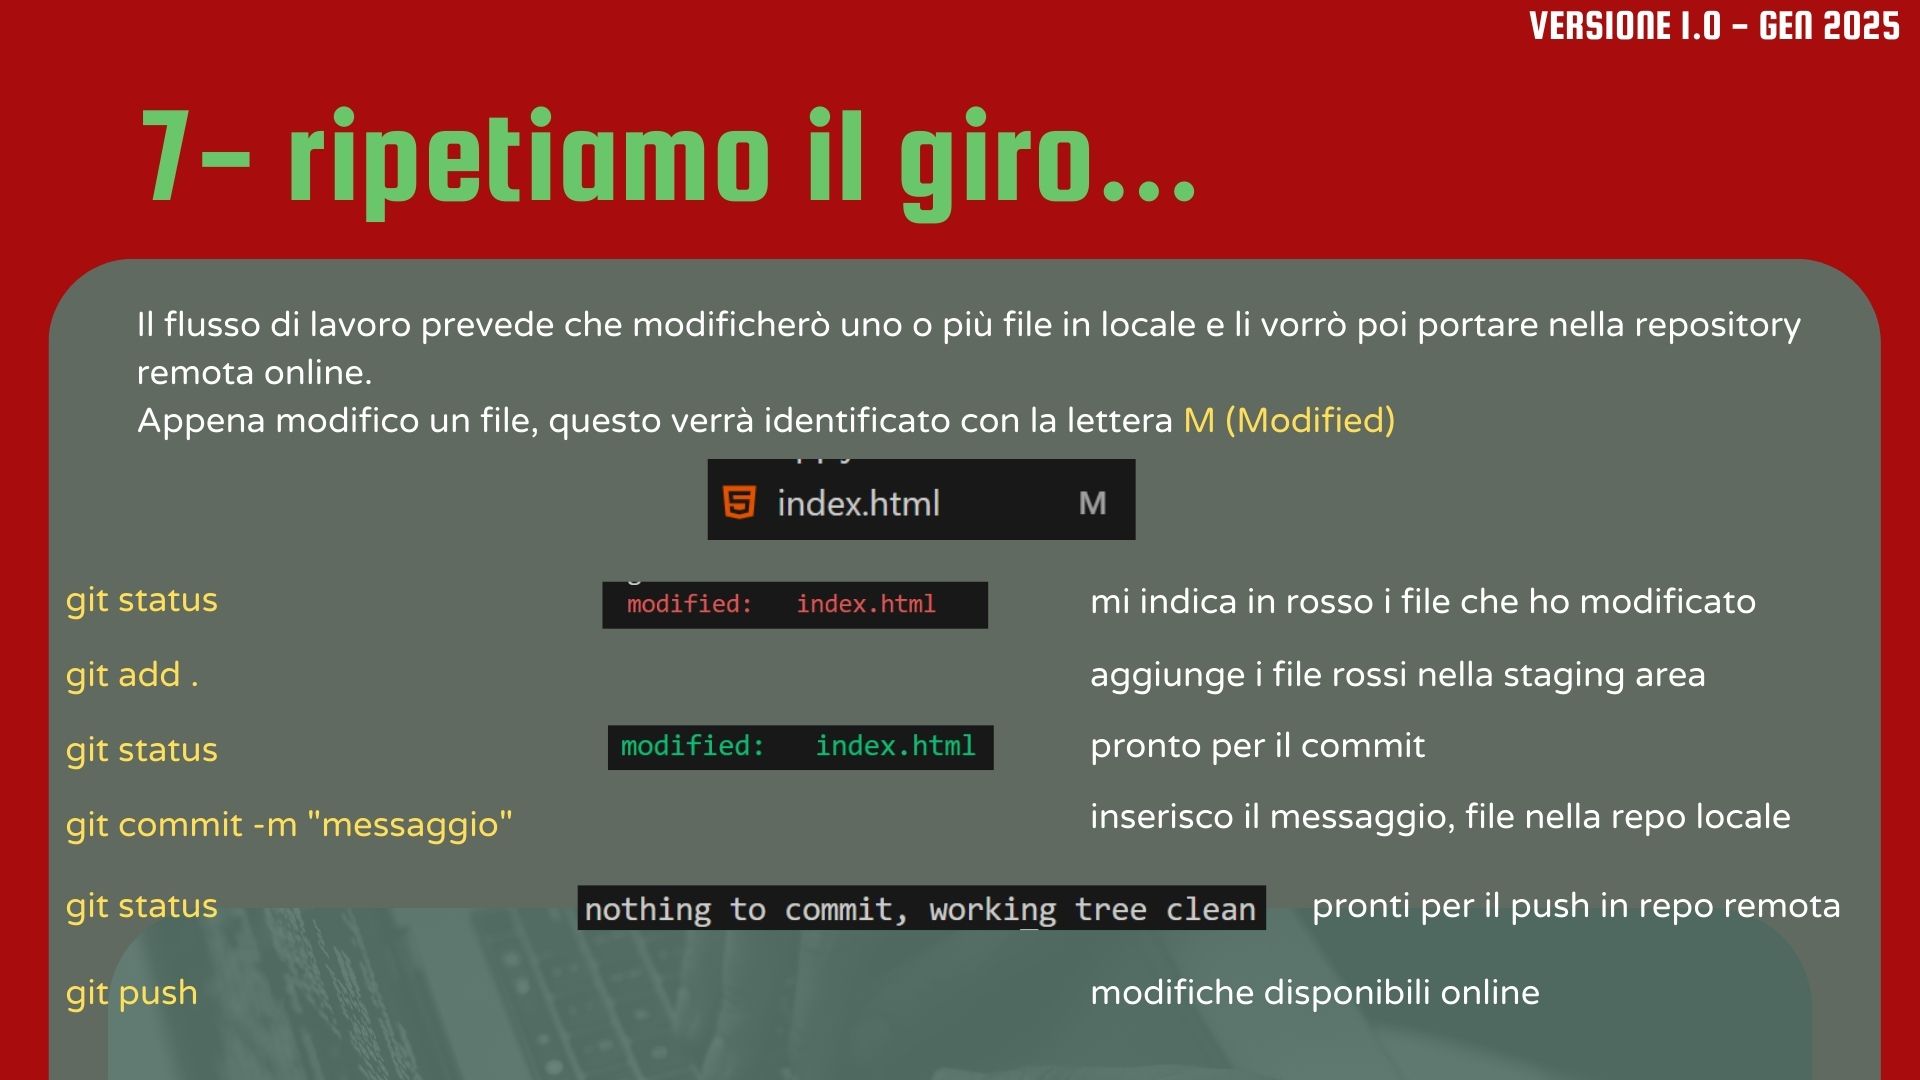 VERSIONE 1.0 - GEN 2025
7- ripetiamo il giro...
Il flusso di lavoro prevede che modificherò uno o più file in locale e li vorrò poi portare nella repository
remota online.
Appena modifico un file, questo verrà identificato con la lettera M (Modified)
index.html M
git status modified: index.html mi indica in rosso i file che ho modificato
git add . aggiunge i file rossi nella staging area
git status modified: index.html pronto per il commit
git commit -m "messaggio" inserisco il messaggio, file nella repo locale
git status nothing to commit, working tree clean pronti per il push in repo remota
git push modifiche disponibili online